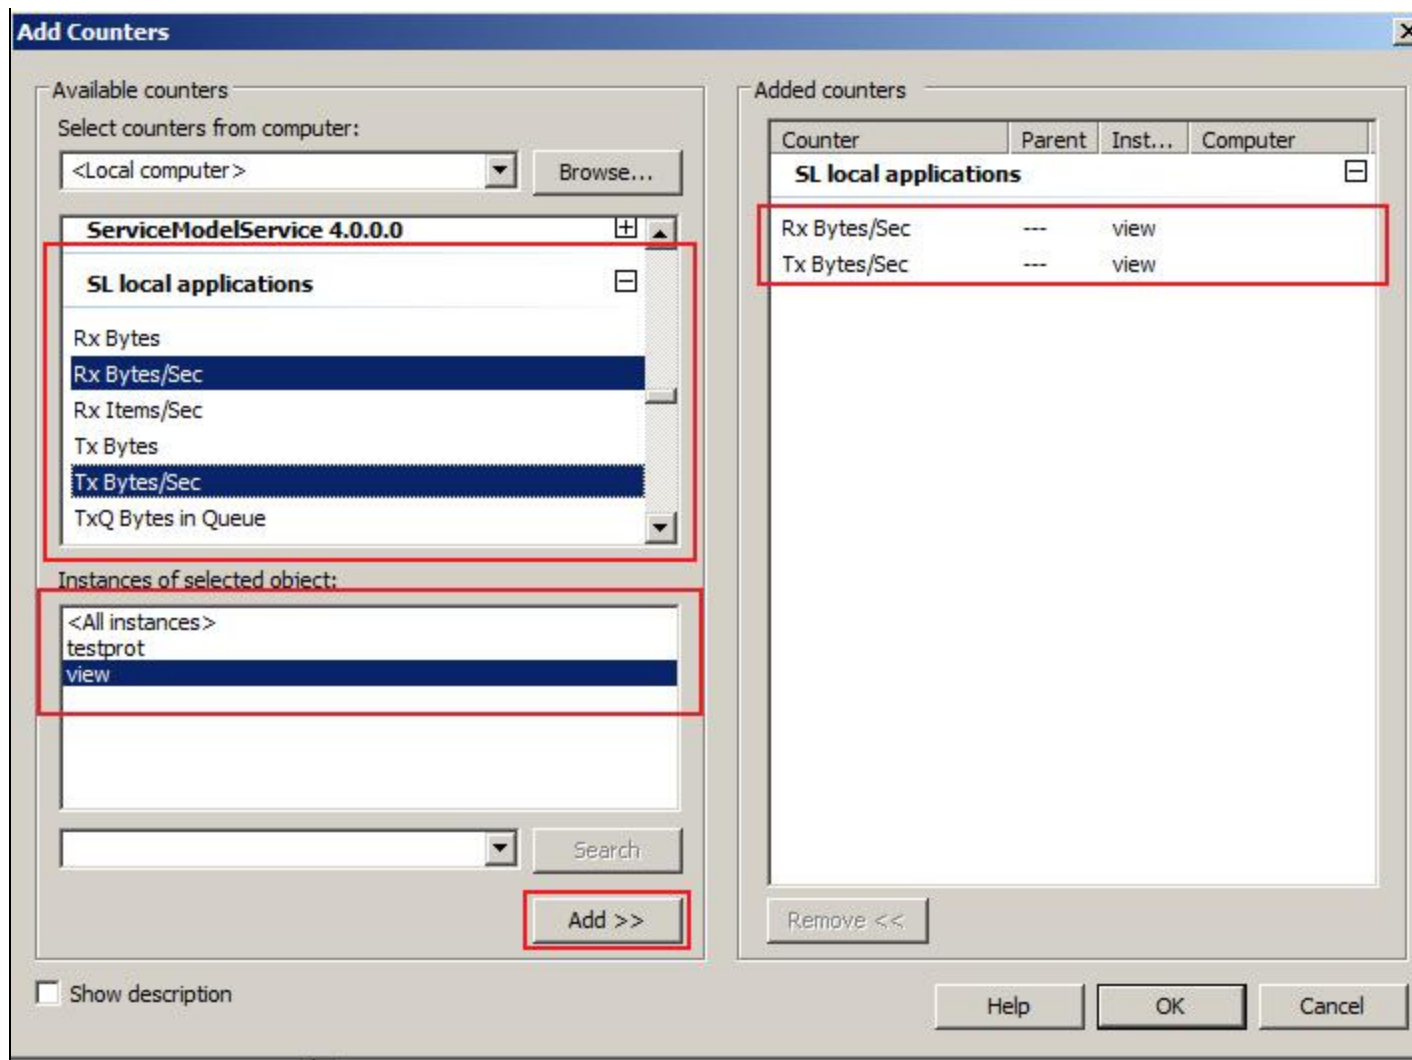 Add Counters
Available counters
Select counters from computer:
<Local computer>
Browse...
ServiceModelService 4.0.0.0
SL local applications
Rx Bytes
Rx Bytes/Sec
Rx Items/Sec
Tx Bytes
Tx Bytes/Sec
TxQ Bytes in Queue
Instances of selected object:
<All instances>
testprot
view
Search
Add >>
Show description
Added counters
Counter Parent Inst... Computer
SL local applications
Rx Bytes/Sec --- view
Tx Bytes/Sec --- view
Remove <<
Help OK Cancel